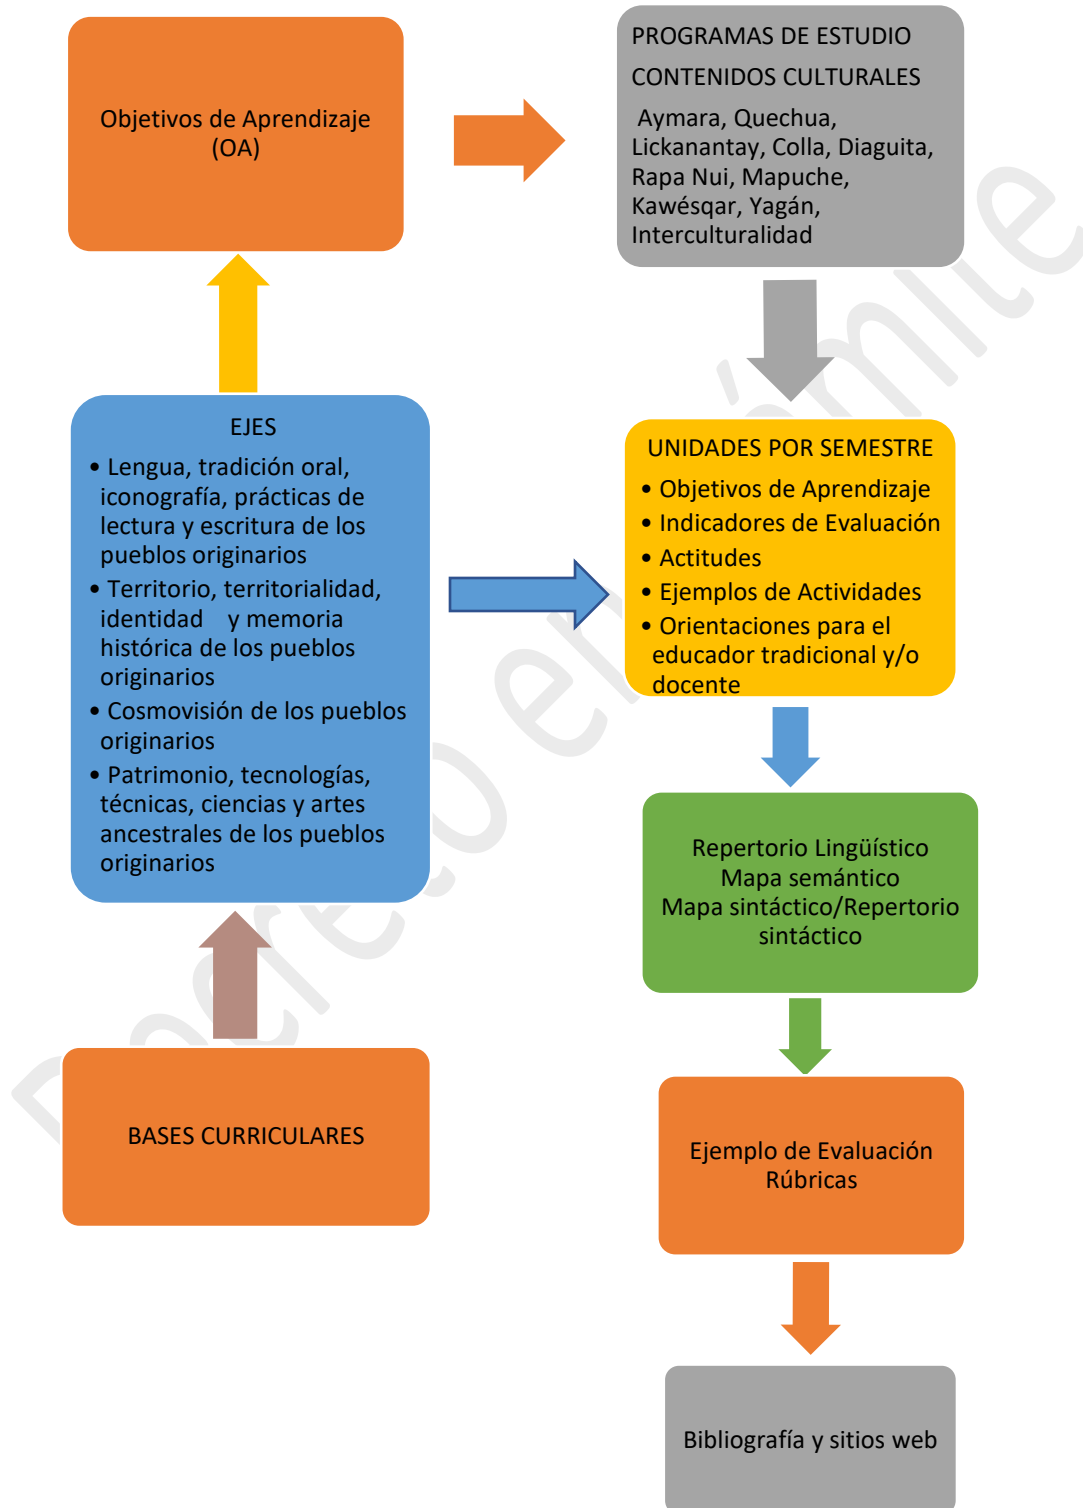 Objetivos de Aprendizaje
(OA)
PROGRAMAS DE ESTUDIO
CONTENIDOS CULTURALES
Aymara, Quechua,
Lickanantay, Colla, Diaguita,
Rapa Nui, Mapuche,
Kawésqar, Yagán,
Interculturalidad
EJES
• Lengua, tradición oral,
iconografía, prácticas de
lectura y escritura de los
pueblos originarios
• Territorio, territorialidad,
identidad y memoria
histórica de los pueblos
originarios
• Cosmovisión de los pueblos
originarios
• Patrimonio, tecnologías,
técnicas, ciencias y artes
ancestrales de los pueblos
originarios
UNIDADES POR SEMESTRE
• Objetivos de Aprendizaje
• Indicadores de Evaluación
• Actitudes
• Ejemplos de Actividades
• Orientaciones para el
educador tradicional y/o
docente
Repertorio Lingüístico
Mapa semántico
Mapa sintáctico/Repertorio
sintáctico
BASES CURRICULARES
Ejemplo de Evaluación
Rúbricas
Bibliografía y sitios web